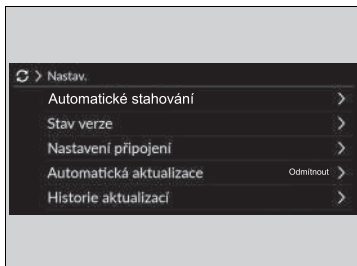 Nastav.
Automatické stahování
Stav verze
Nastavení připojení
Automatická aktualizace Odmítnout
Historie aktualizací